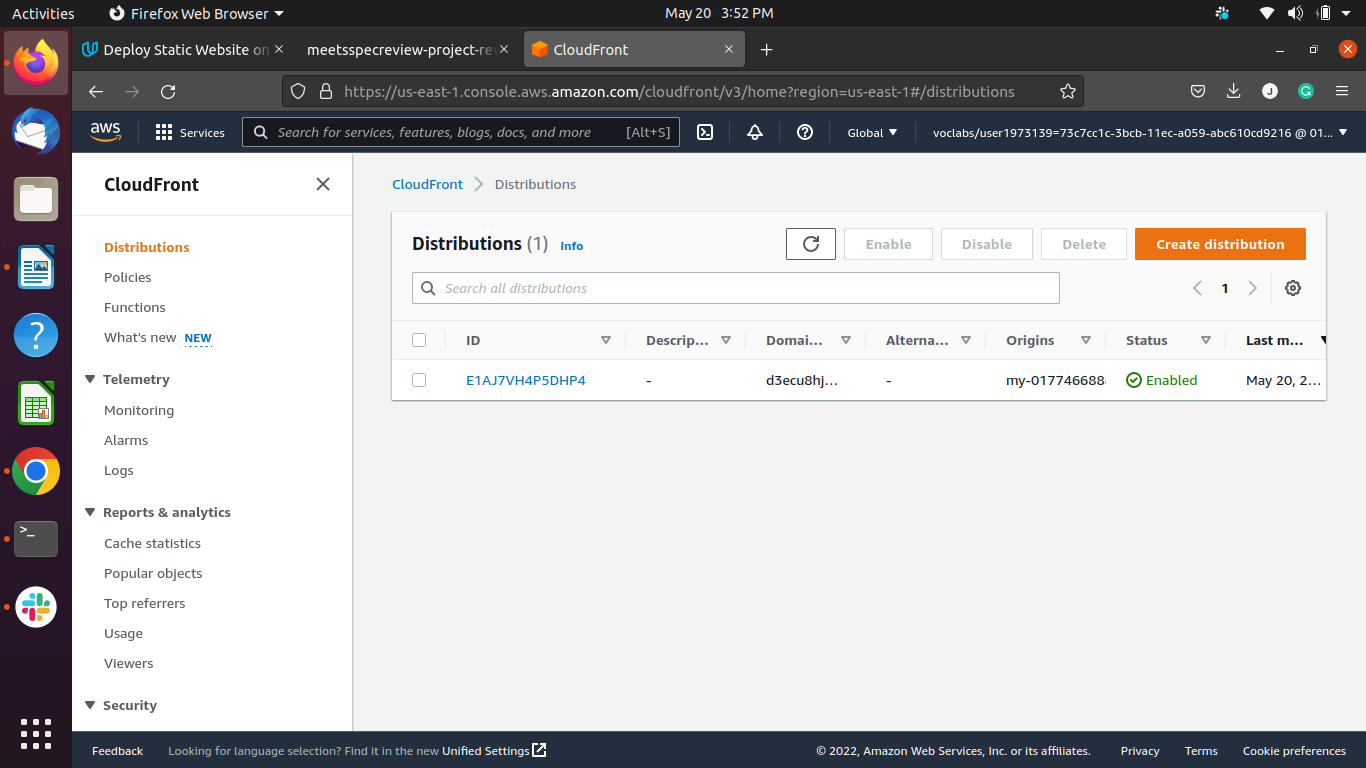 Activities
Firefox Web Browser
May 20 3:52 PM
Deploy Static Website on
meetsspecreview-project-rev
CloudFront
https://us-east-1.console.aws.amazon.com/cloudfront/v3/home?region=us-east-1#/distributions
J
G
aws
Services
Search for services, features, blogs, docs, and more [Alt+S]
Global
voclabs/user1973139=73c7cc1c-3bcb-11ec-a059-abc610cd9216 @ 01...
CloudFront
Distributions
Policies
Functions
What's new NEW
Telemetry
Monitoring
Alarms
Logs
Reports & analytics
Cache statistics
Popular objects
Top referrers
Usage
Viewers
Security
CloudFront
Distributions
Distributions (1) Info
Enable
Disable
Delete
Create distribution
Search all distributions
1
ID Descrip... Domai... Alterna... Origins Status Last m...
E1AJ7VH4P5DHP4 - d3ecu8hj... - my-017746688 Enabled May 20, 2...
Feedback
Looking for language selection? Find it in the new Unified Settings
© 2022, Amazon Web Services, Inc. or its affiliates.
Privacy
Terms
Cookie preferences